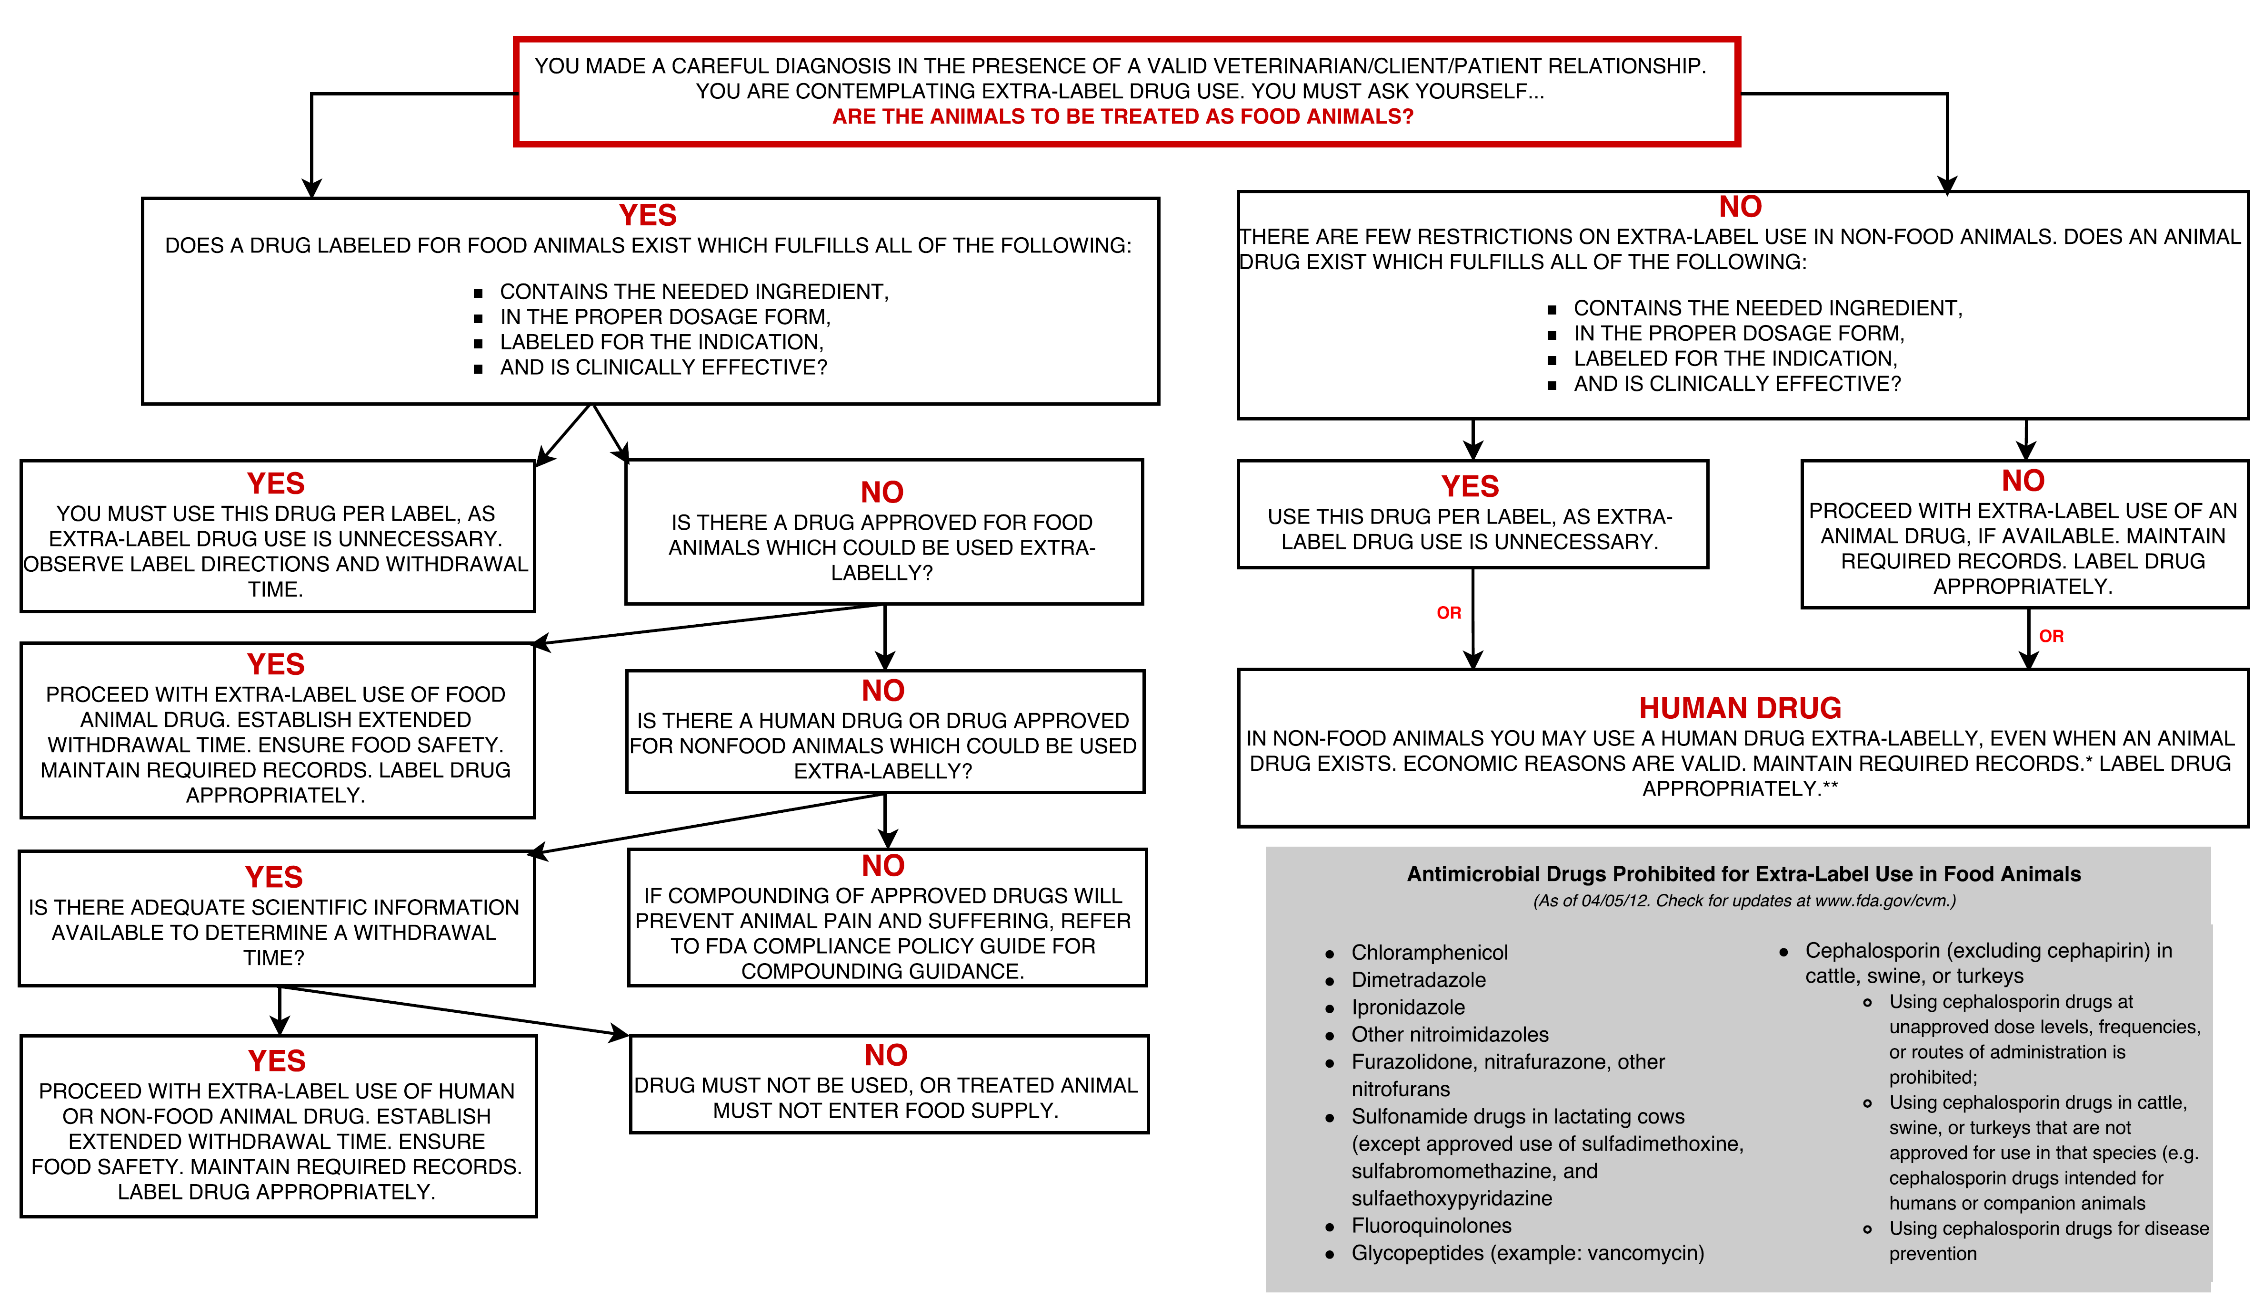 YOU MADE A CAREFUL DIAGNOSIS IN THE PRESENCE OF A VALID VETERINARIAN/CLIENT/PATIENT RELATIONSHIP.
YOU ARE CONTEMPLATING EXTRA-LABEL DRUG USE. YOU MUST ASK YOURSELF...
ARE THE ANIMALS TO BE TREATED AS FOOD ANIMALS?
YES
DOES A DRUG LABELED FOR FOOD ANIMALS EXIST WHICH FULFILLS ALL OF THE FOLLOWING:
▪ CONTAINS THE NEEDED INGREDIENT,
▪ IN THE PROPER DOSAGE FORM,
▪ LABELED FOR THE INDICATION,
▪ AND IS CLINICALLY EFFECTIVE?
YES
YOU MUST USE THIS DRUG PER LABEL, AS
EXTRA-LABEL DRUG USE IS UNNECESSARY.
OBSERVE LABEL DIRECTIONS AND WITHDRAWAL
TIME.
NO
IS THERE A DRUG APPROVED FOR FOOD
ANIMALS WHICH COULD BE USED EXTRA-
LABELLY?
YES
PROCEED WITH EXTRA-LABEL USE OF FOOD
ANIMAL DRUG. ESTABLISH EXTENDED
WITHDRAWAL TIME. ENSURE FOOD SAFETY.
MAINTAIN REQUIRED RECORDS. LABEL DRUG
APPROPRIATELY.
NO
IS THERE A HUMAN DRUG OR DRUG APPROVED
FOR NONFOOD ANIMALS WHICH COULD BE USED
EXTRA-LABELLY?
YES
IS THERE ADEQUATE SCIENTIFIC INFORMATION
AVAILABLE TO DETERMINE A WITHDRAWAL
TIME?
NO
IF COMPOUNDING OF APPROVED DRUGS WILL
PREVENT ANIMAL PAIN AND SUFFERING, REFER
TO FDA COMPLIANCE POLICY GUIDE FOR
COMPOUNDING GUIDANCE.
YES
PROCEED WITH EXTRA-LABEL USE OF HUMAN
OR NON-FOOD ANIMAL DRUG. ESTABLISH
EXTENDED WITHDRAWAL TIME. ENSURE
FOOD SAFETY. MAINTAIN REQUIRED RECORDS.
LABEL DRUG APPROPRIATELY.
NO
DRUG MUST NOT BE USED, OR TREATED ANIMAL
MUST NOT ENTER FOOD SUPPLY.
NO
THERE ARE FEW RESTRICTIONS ON EXTRA-LABEL USE IN NON-FOOD ANIMALS. DOES AN ANIMAL
DRUG EXIST WHICH FULFILLS ALL OF THE FOLLOWING:
▪ CONTAINS THE NEEDED INGREDIENT,
▪ IN THE PROPER DOSAGE FORM,
▪ LABELED FOR THE INDICATION,
▪ AND IS CLINICALLY EFFECTIVE?
YES
USE THIS DRUG PER LABEL, AS EXTRA-
LABEL DRUG USE IS UNNECESSARY.
NO
PROCEED WITH EXTRA-LABEL USE OF AN
ANIMAL DRUG, IF AVAILABLE. MAINTAIN
REQUIRED RECORDS. LABEL DRUG
APPROPRIATELY.
OR
OR
HUMAN DRUG
IN NON-FOOD ANIMALS YOU MAY USE A HUMAN DRUG EXTRA-LABELLY, EVEN WHEN AN ANIMAL
DRUG EXISTS. ECONOMIC REASONS ARE VALID. MAINTAIN REQUIRED RECORDS.* LABEL DRUG
APPROPRIATELY.**
Antimicrobial Drugs Prohibited for Extra-Label Use in Food Animals
(As of 04/05/12. Check for updates at www.fda.gov/cvm.)
● Chloramphenicol
● Dimetradazole
● Ipronidazole
● Other nitroimidazoles
● Furazolidone, nitrafurazone, other
nitrofurans
● Sulfonamide drugs in lactating cows
(except approved use of sulfadimethoxine,
sulfabromomethazine, and
sulfaethoxypyridazine
● Fluoroquinolones
● Glycopeptides (example: vancomycin)
● Cephalosporin (excluding cephapirin) in
cattle, swine, or turkeys
○ Using cephalosporin drugs at
unapproved dose levels, frequencies,
or routes of administration is
prohibited;
○ Using cephalosporin drugs in cattle,
swine, or turkeys that are not
approved for use in that species (e.g.
cephalosporin drugs intended for
humans or companion animals
○ Using cephalosporin drugs for disease
prevention